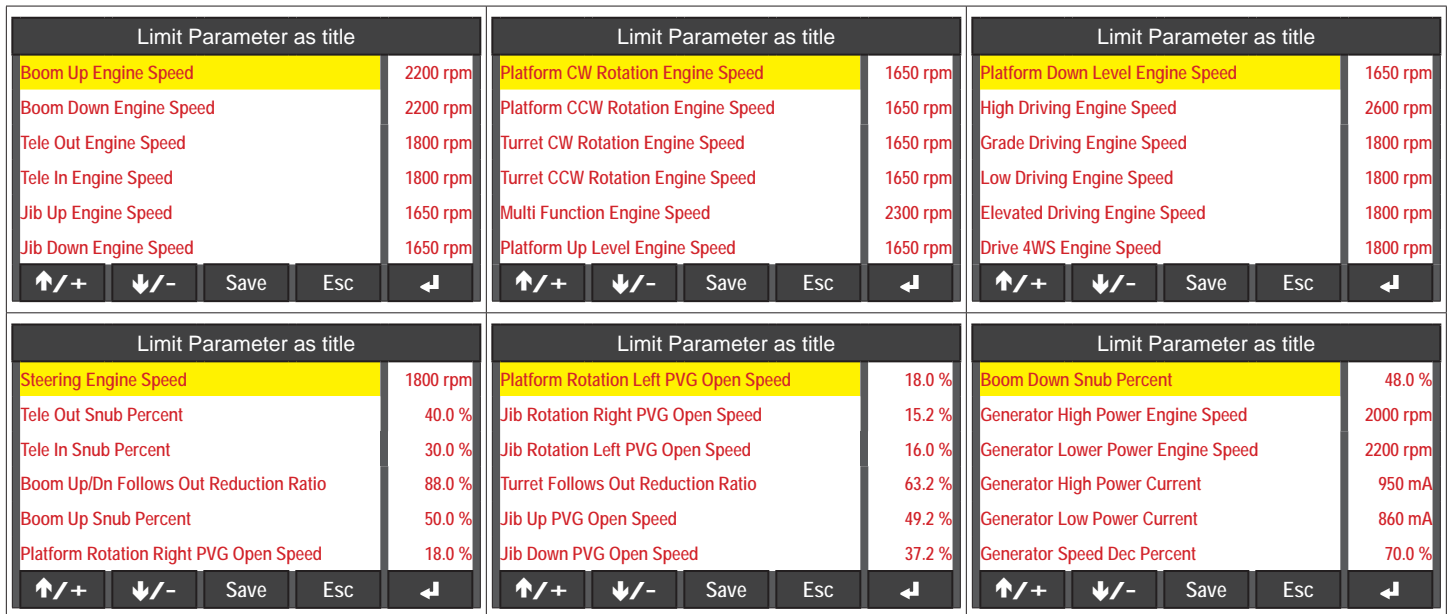 Limit Parameter as title
Boom Up Engine Speed 2200 rpm
Boom Down Engine Speed 2200 rpm
Tele Out Engine Speed 1800 rpm
Tele In Engine Speed 1800 rpm
Jib Up Engine Speed 1650 rpm
Jib Down Engine Speed 1650 rpm
↑/+ ↓/- Save Esc ↵
Limit Parameter as title
Platform CW Rotation Engine Speed 1650 rpm
Platform CCW Rotation Engine Speed 1650 rpm
Turret CW Rotation Engine Speed 1650 rpm
Turret CCW Rotation Engine Speed 1650 rpm
Multi Function Engine Speed 2300 rpm
Platform Up Level Engine Speed 1650 rpm
↑/+ ↓/- Save Esc ↵
Limit Parameter as title
Platform Down Level Engine Speed 1650 rpm
High Driving Engine Speed 2600 rpm
Grade Driving Engine Speed 1800 rpm
Low Driving Engine Speed 1800 rpm
Elevated Driving Engine Speed 1800 rpm
Drive 4WS Engine Speed 1800 rpm
↑/+ ↓/- Save Esc ↵
Limit Parameter as title
Steering Engine Speed 1800 rpm
Tele Out Snub Percent 40.0 %
Tele In Snub Percent 30.0 %
Boom Up/Dn Follows Out Reduction Ratio 88.0 %
Boom Up Snub Percent 50.0 %
Platform Rotation Right PVG Open Speed 18.0 %
↑/+ ↓/- Save Esc ↵
Limit Parameter as title
Platform Rotation Left PVG Open Speed 18.0 %
Jib Rotation Right PVG Open Speed 15.2 %
Jib Rotation Left PVG Open Speed 16.0 %
Turret Follows Out Reduction Ratio 63.2 %
Jib Up PVG Open Speed 49.2 %
Jib Down PVG Open Speed 37.2 %
↑/+ ↓/- Save Esc ↵
Limit Parameter as title
Boom Down Snub Percent 48.0 %
Generator High Power Engine Speed 2000 rpm
Generator Lower Power Engine Speed 2200 rpm
Generator High Power Current 950 mA
Generator Low Power Current 860 mA
Generator Speed Dec Percent 70.0 %
↑/+ ↓/- Save Esc ↵